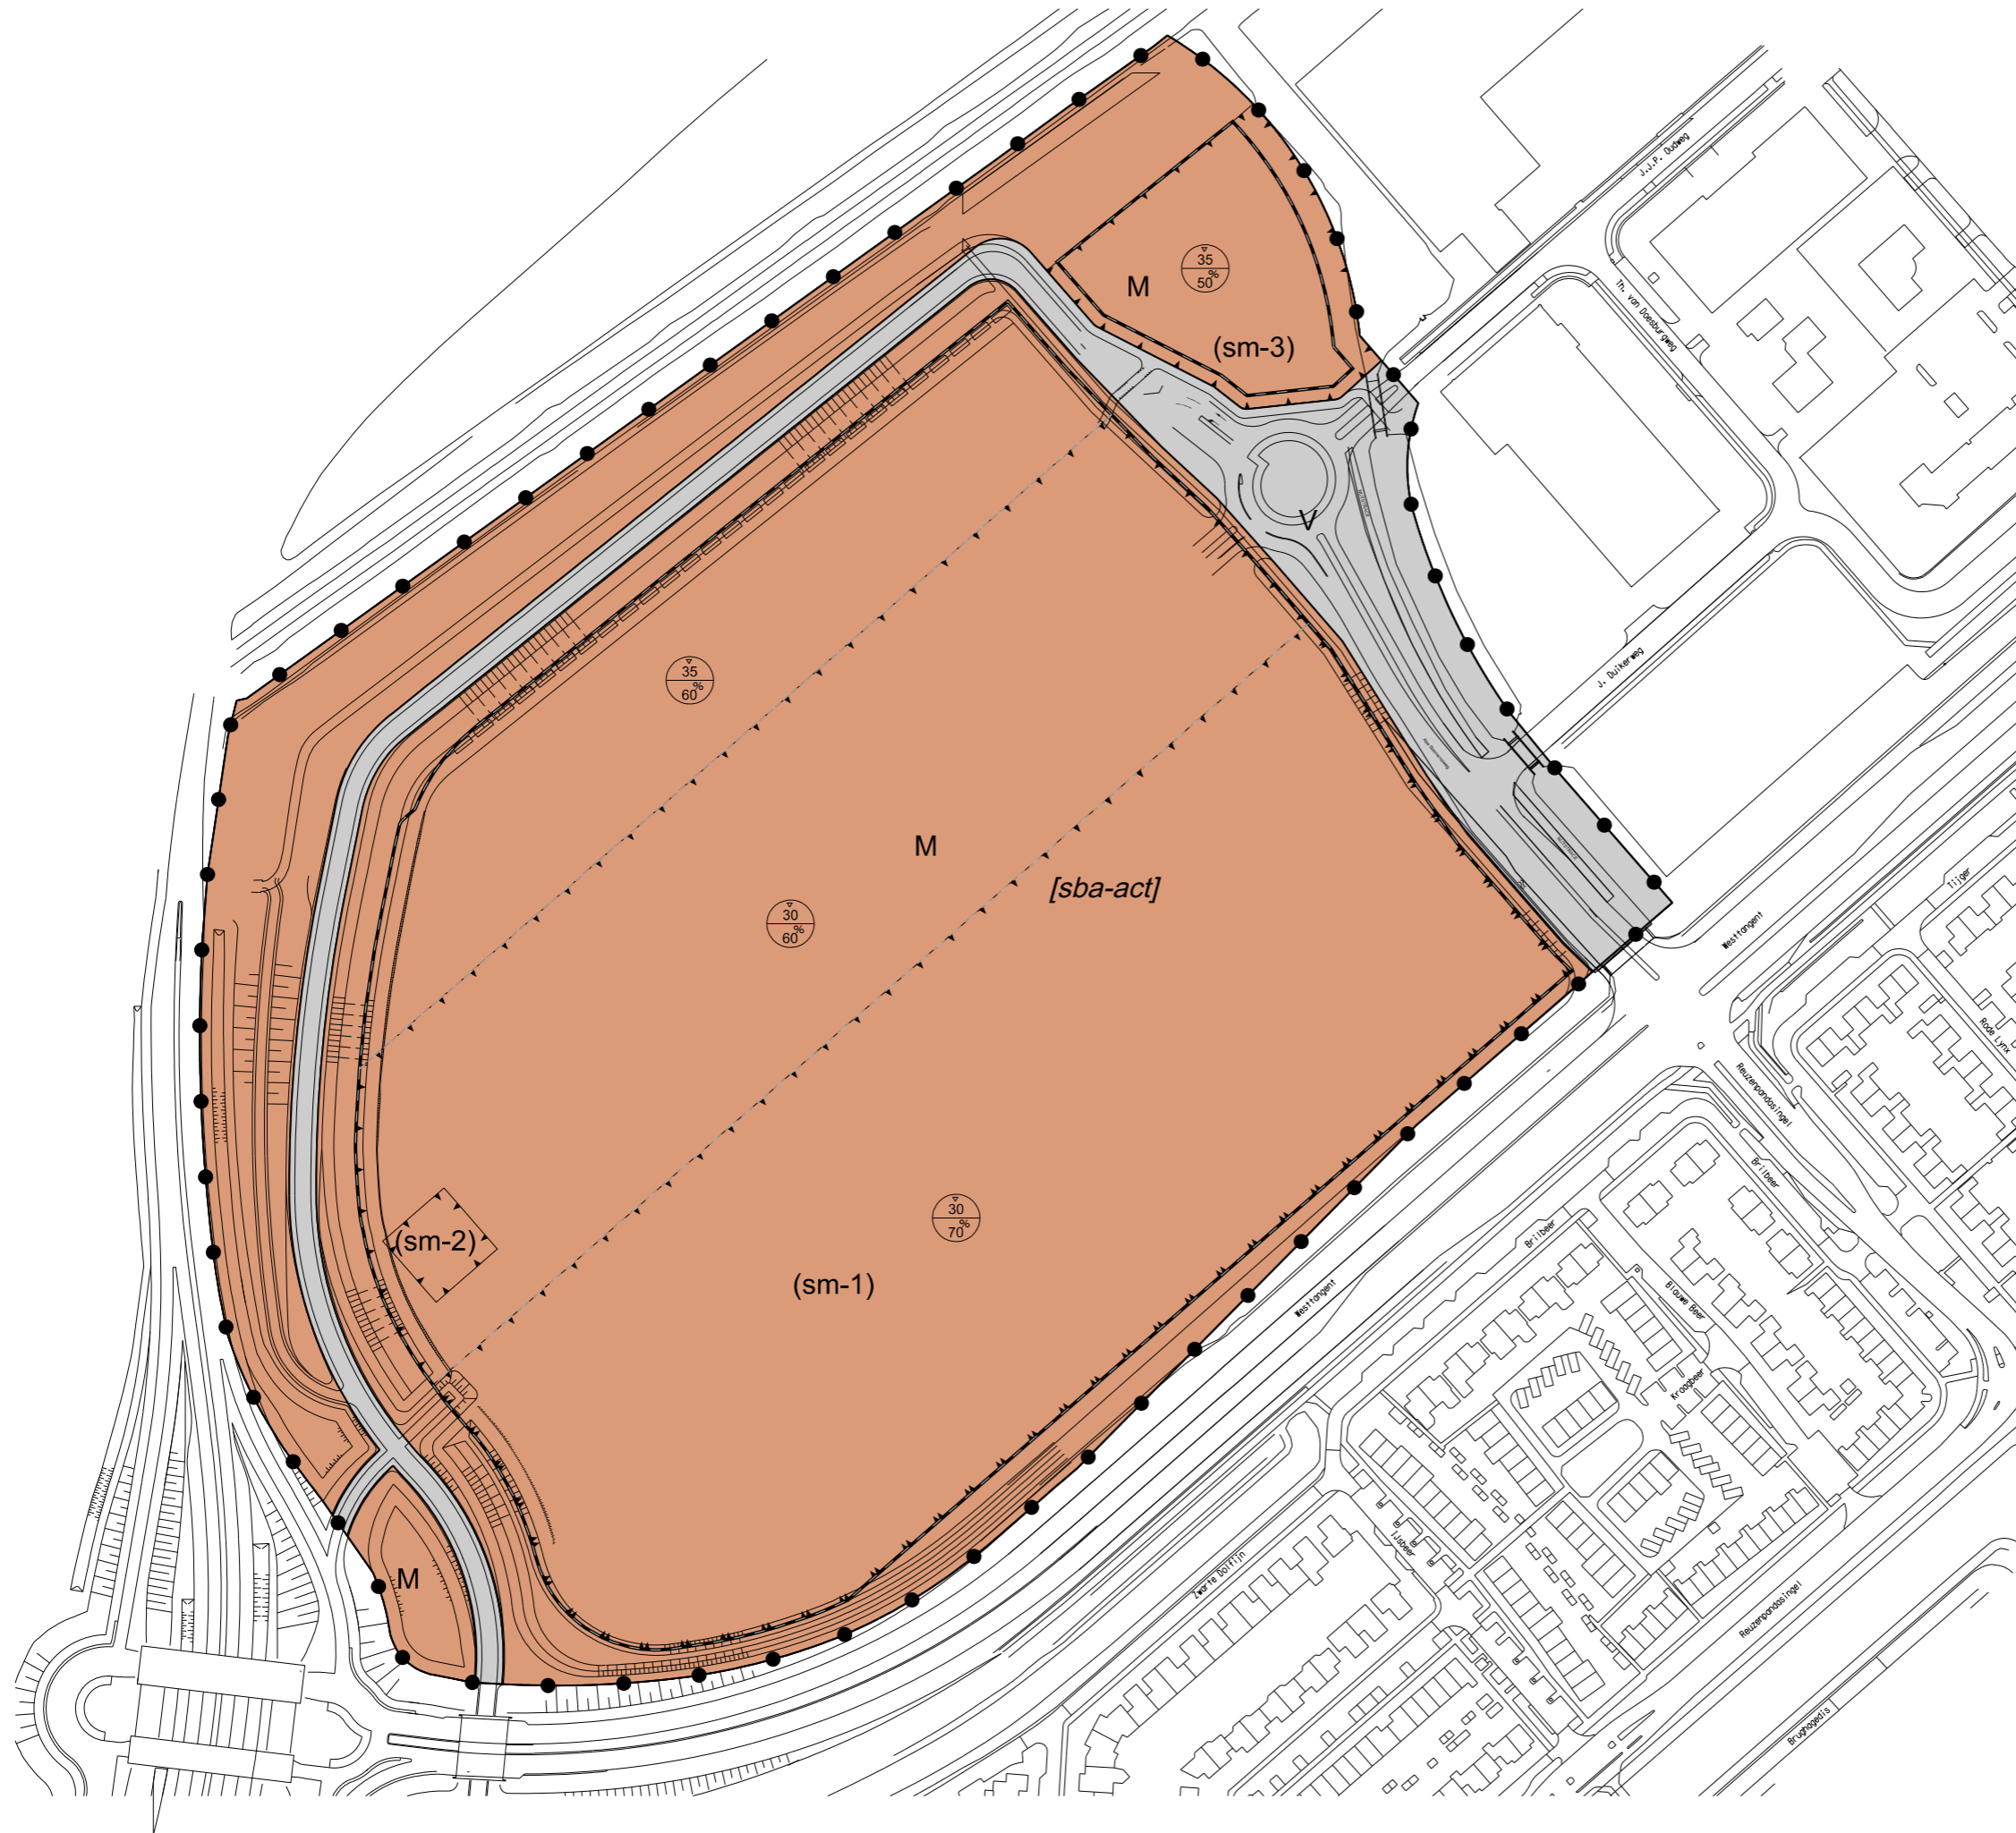 J.J.P. Oudweg
Th. van Doesburgweg
35
50%
M
(sm-3)
V
J. Duikerweg
35
60%
M
[sba-act]
30
60%
Tijger
Westtangent
Rode Lynx
Reuzenpandasingel
Brilbeer
Brilbeer
30
70%
(sm-2)
(sm-1)
Westtangent
Blauwe Beer
Kraagbeer
IJsbeer
M
Zwarte Dolfijn
Reuzenpandasingel
Brughagedis